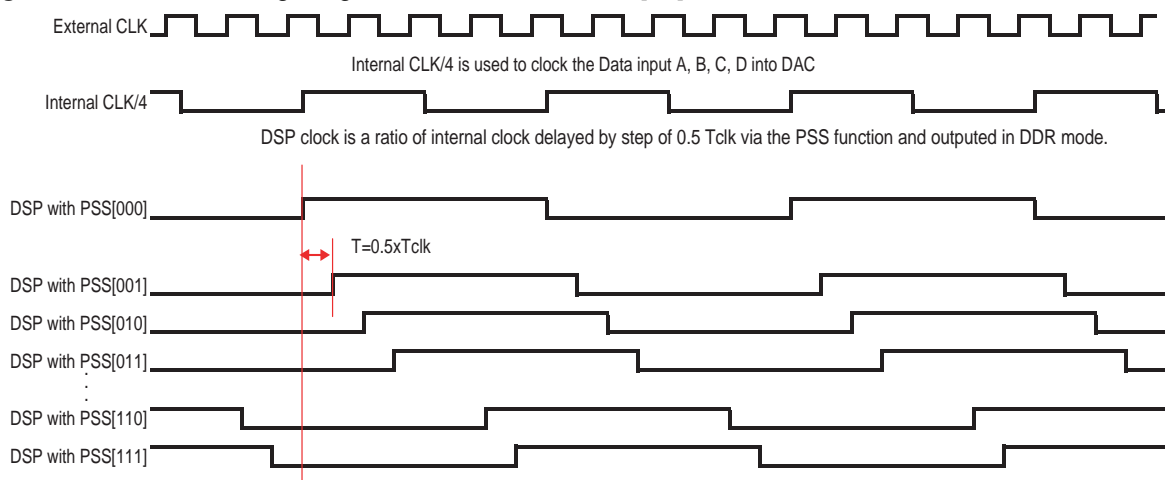 External CLK
Internal CLK/4 is used to clock the Data input A, B, C, D into DAC
Internal CLK/4
DSP clock is a ratio of internal clock delayed by step of 0.5 Tclk via the PSS function and outputed in DDR mode.
DSP with PSS[000]
T=0.5xTclk
DSP with PSS[001]
DSP with PSS[010]
DSP with PSS[011]
DSP with PSS[110]
DSP with PSS[111]